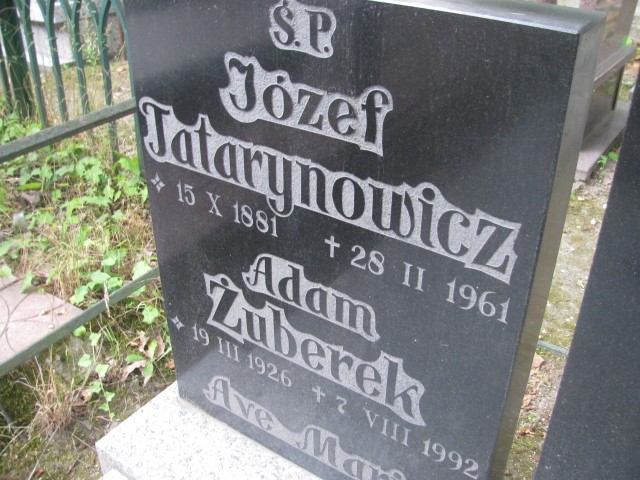 Ś.P.
Józef
Tatarynowicz
15 X 1881 † 28 II 1961
Adam
Żuberek
19 III 1926 † 7 VIII 1992
Ave